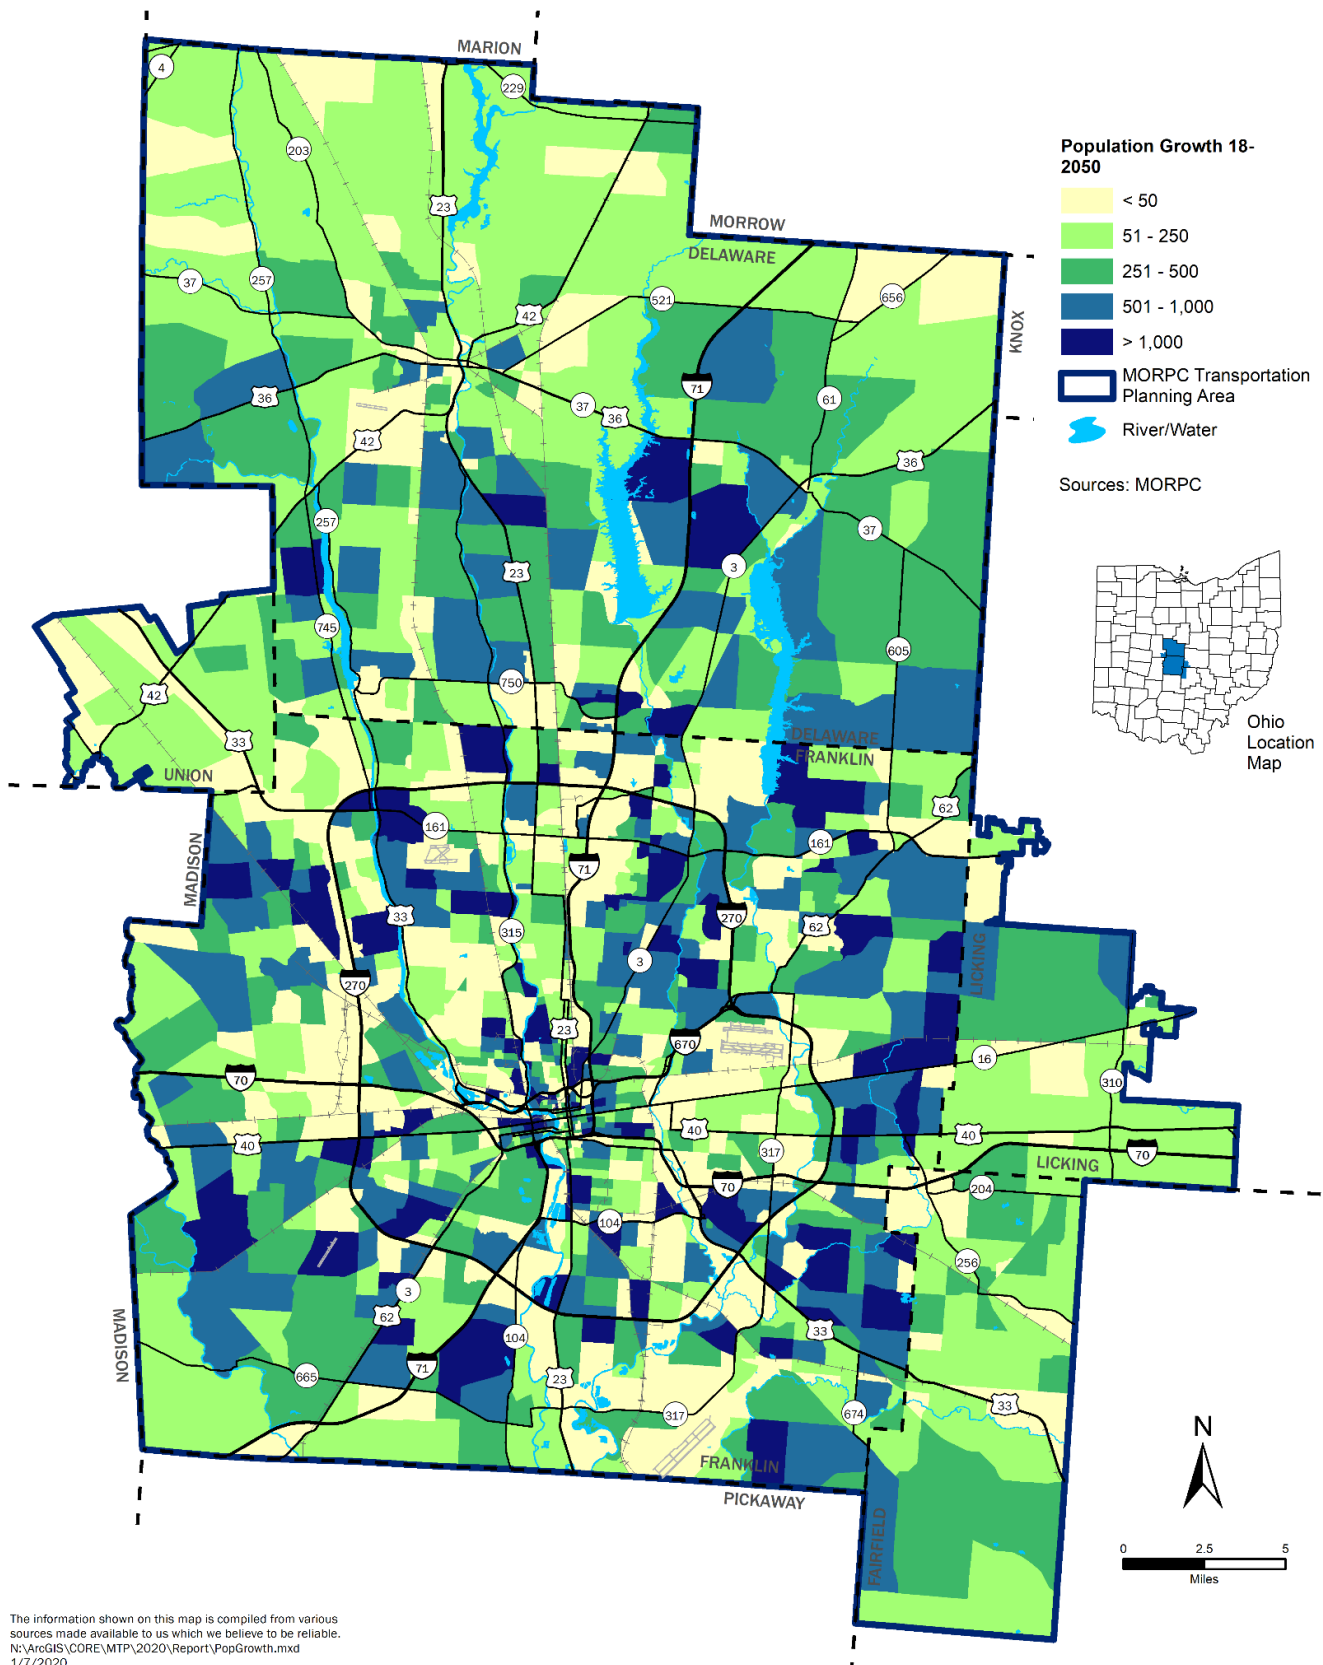 MARION
4
229
203
23
MORROW
DELAWARE
37
257
521
656
42
KNOX
71
36
37
36
61
42
36
257
37
23
3
745
605
750
42
33
DELAWARE
FRANKLIN
UNION
62
161
161
MADISON
71
33
270
62
315
3
LICKING
270
23
670
16
70
310
40
40
40
317
70
LICKING
70
204
104
256
3
62
33
MADISON
104
71
665
23
33
317
674
FRANKLIN
PICKAWAY
FAIRFIELD
Population Growth 18-
2050
< 50
51 - 250
251 - 500
501 - 1,000
> 1,000
MORPC Transportation
Planning Area
River/Water
Sources: MORPC
Ohio
Location
Map
N
0 2.5 5
Miles
The information shown on this map is compiled from various
sources made available to us which we believe to be reliable.
N:\ArcGIS\CORE\MTP\2020\Report\PopGrowth.mxd
1/7/2020